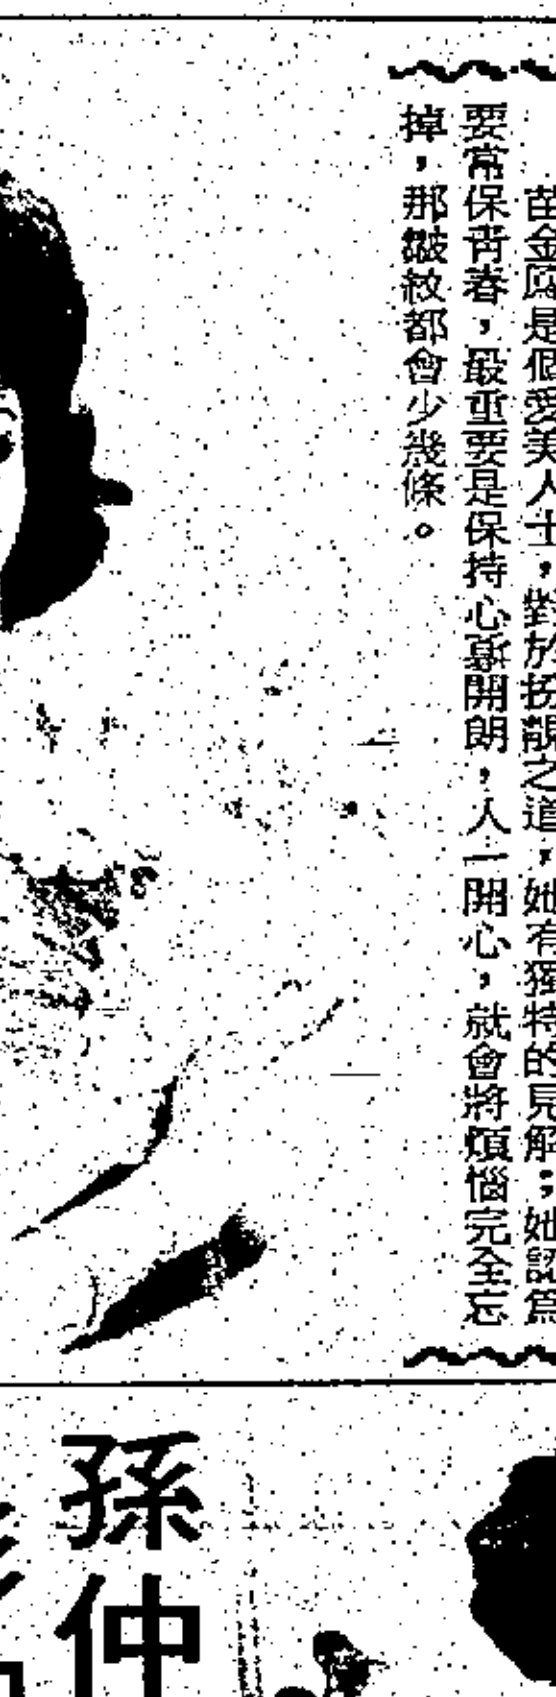 苗金鳳是個愛美人士，對於扮靚之道，她有獨特的見解；她認爲
要常保青春，最重要是保持心境開朗，人一開心，就會將煩惱完全忘
掉，那皺紋都會少幾條。
孫仲